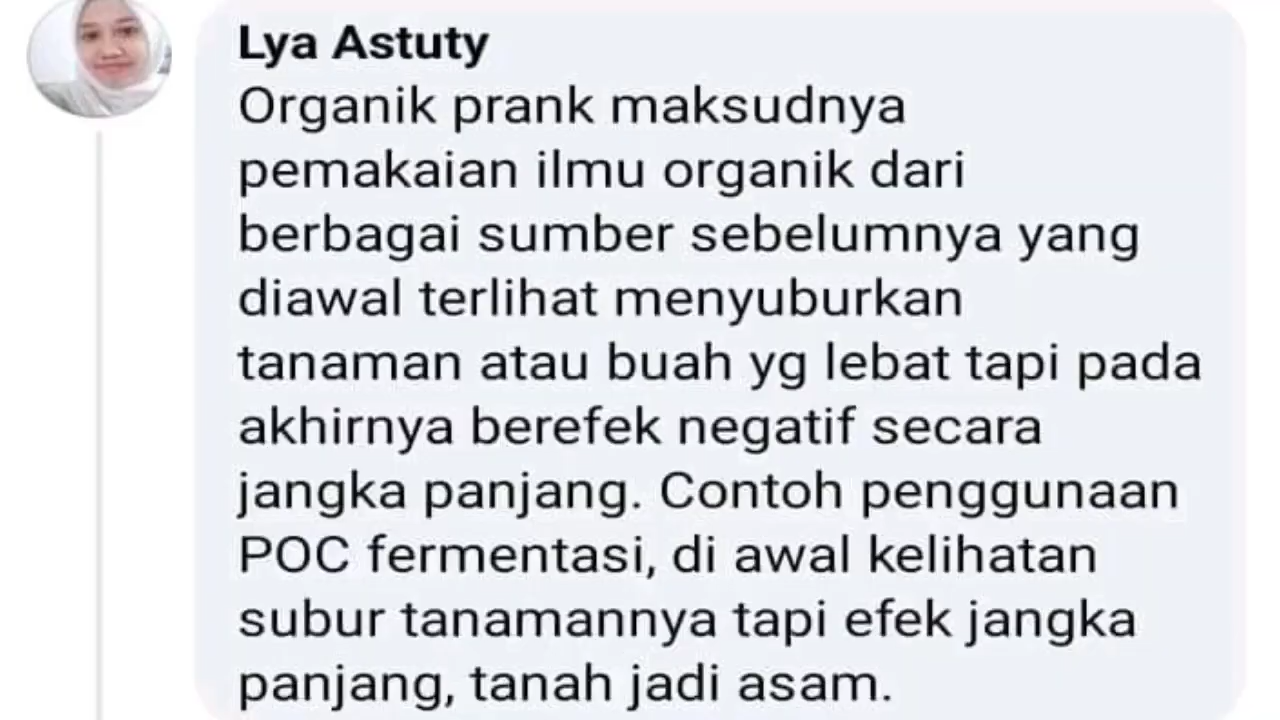 Lya Astuty
Organik prank maksudnya
pemakaian ilmu organik dari
berbagai sumber sebelumnya yang
diawal terlihat menyuburkan
tanaman atau buah yg lebat tapi pada
akhirnya berefek negatif secara
jangka panjang. Contoh penggunaan
POC fermentasi, di awal kelihatan
subur tanamannya tapi efek jangka
panjang, tanah jadi asam.